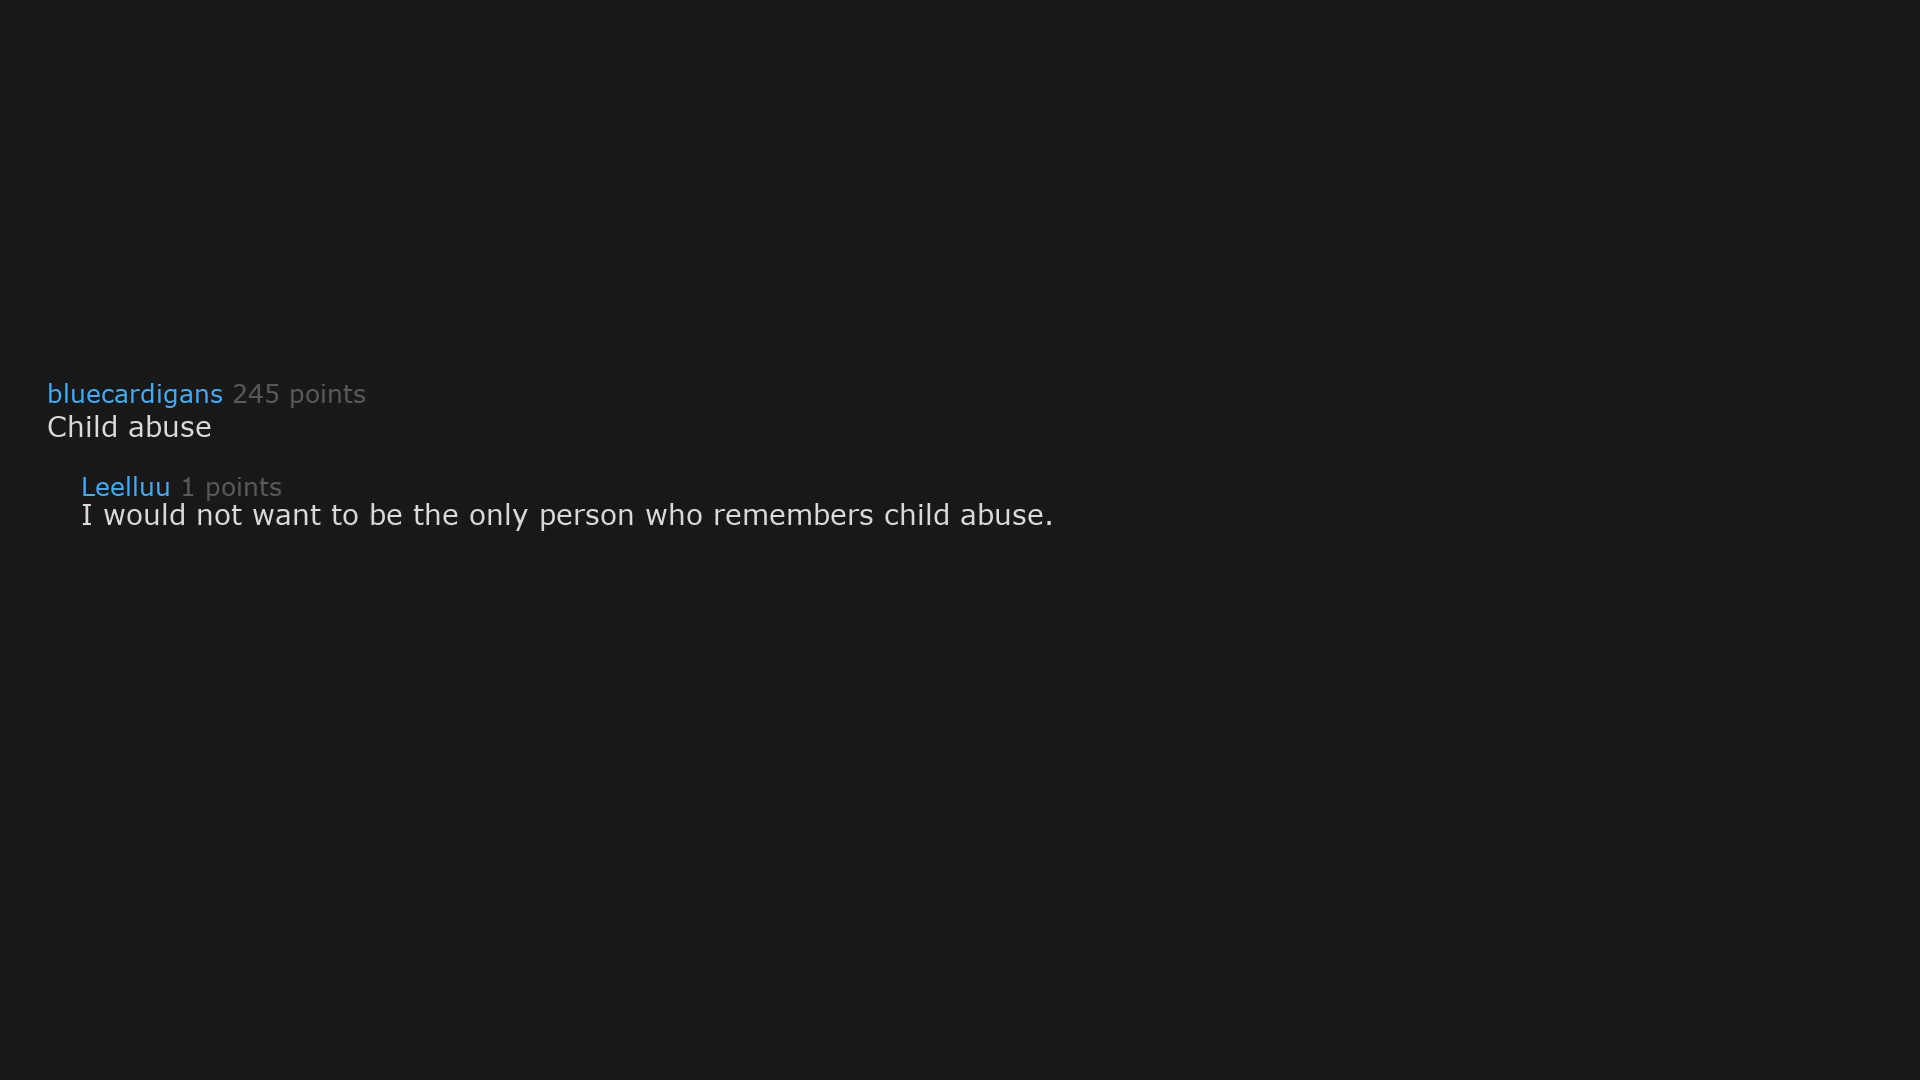 bluecardigans 245 points
Child abuse
Leelluu 1 points
I would not want to be the only person who remembers child abuse.